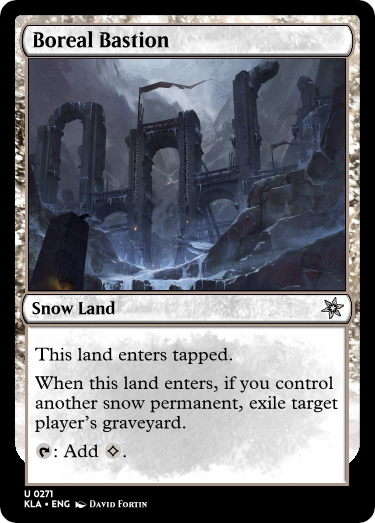 Boreal Bastion
Snow Land
This land enters tapped.
When this land enters, if you control
another snow permanent, exile target
player's graveyard.
: Add .
U 0271
KLA • ENG David Fortin